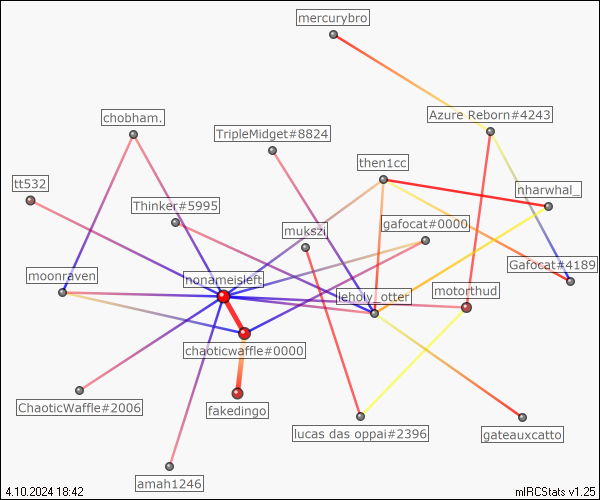 mercurybro
Azure Reborn#4243
chobham.
TripleMidget#8824
then1cc
tt532
nharwhal_
Thinker#5995
gafocat#0000
mukszi
Gafocat#4189
moonraven
nonameisleft
motorthud
leholy_otter
chaoticwaffle#0000
ChaoticWaffle#2006
fakedingo
lucas das oppai#2396
gateauxcatto
amah1246
4.10.2024 18:42
mIRCStats v1.25